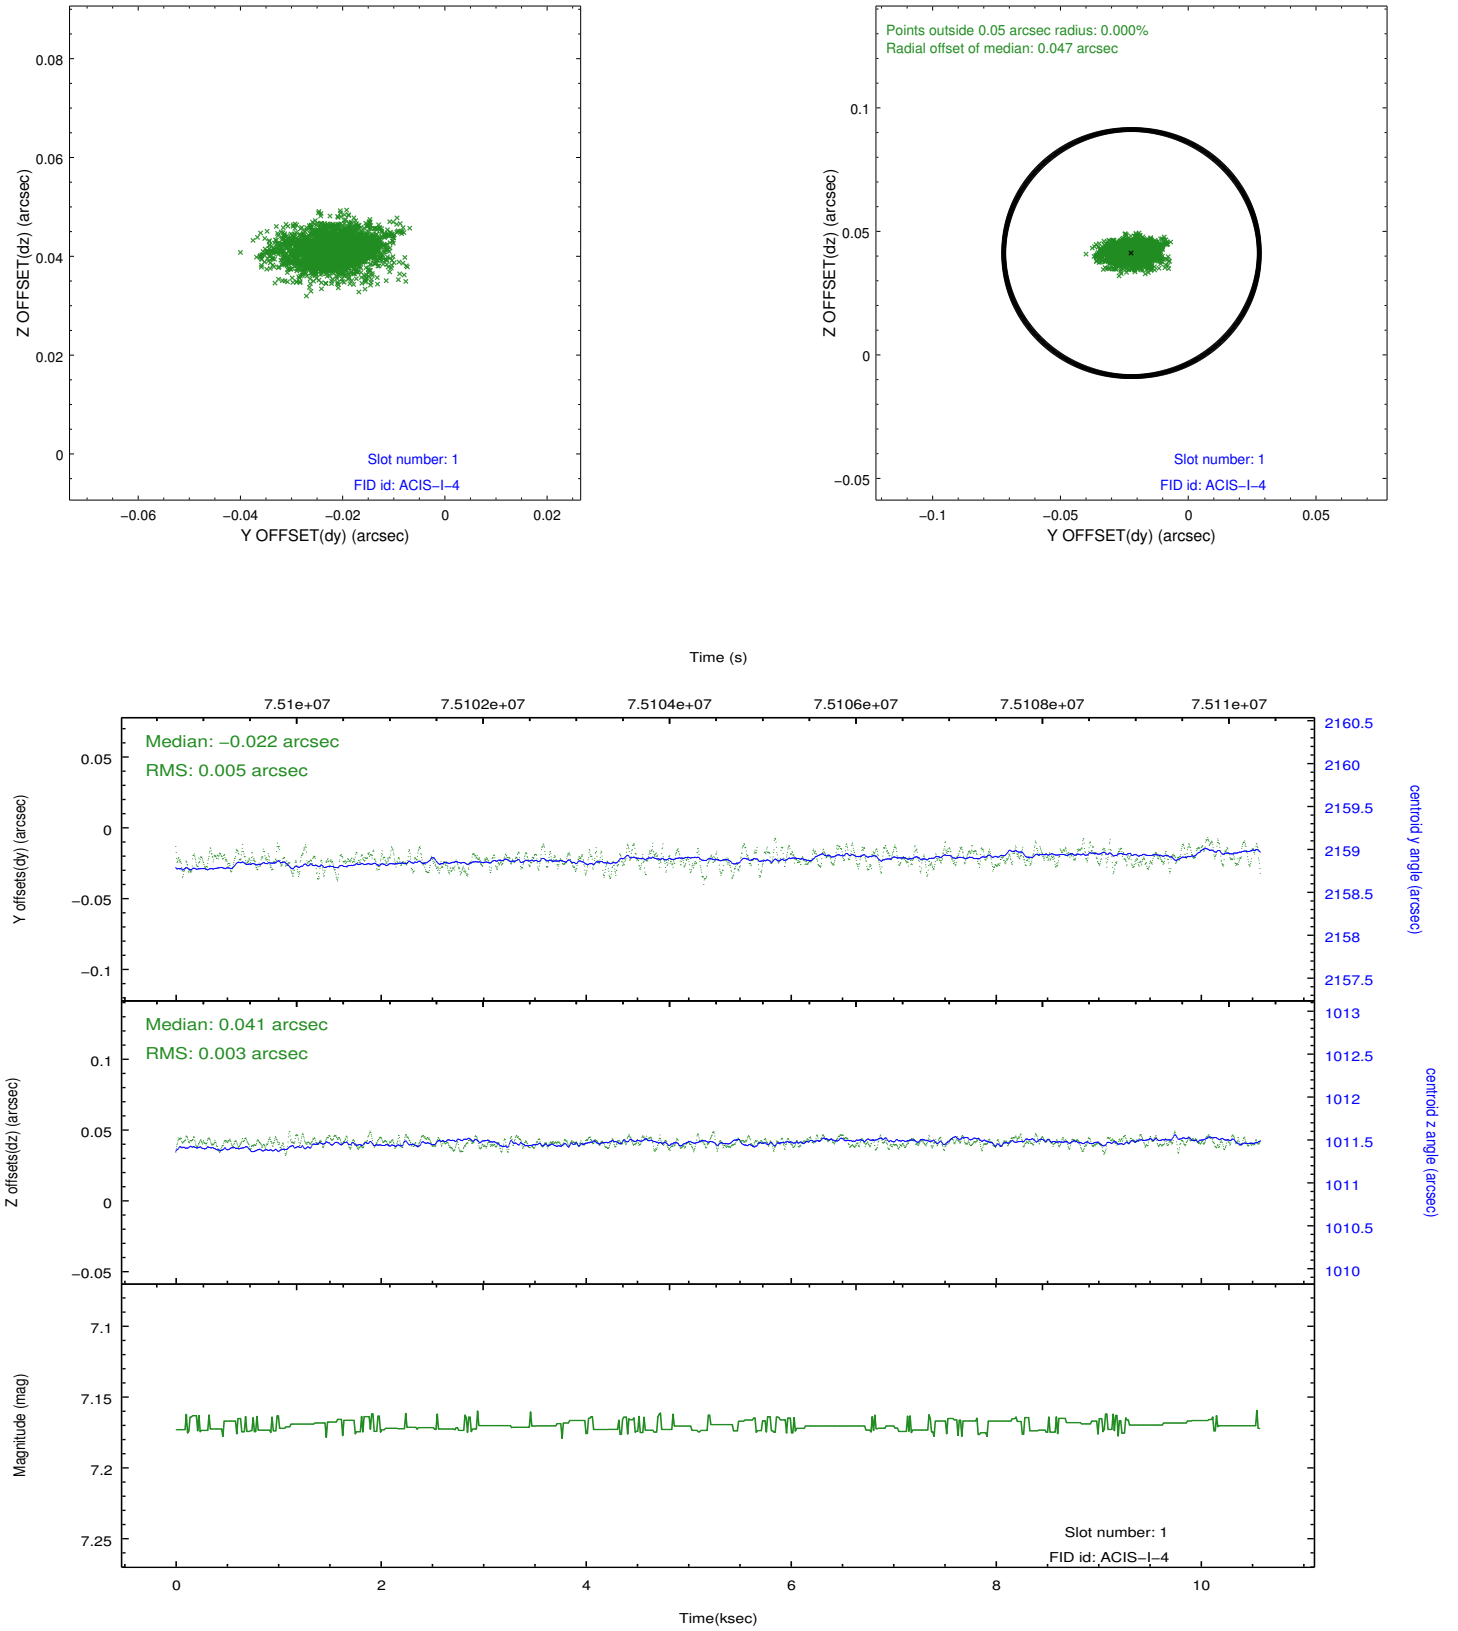 0.08
0.06
0.04
0.02
0
Z OFFSET(dz) (arcsec)
Slot number: 1
FID id: ACIS−I−4
−0.06
−0.04
−0.02
0
0.02
Y OFFSET(dy) (arcsec)
Points outside 0.05 arcsec radius: 0.000%
Radial offset of median: 0.047 arcsec
0.1
0.05
0
−0.05
Z OFFSET(dz) (arcsec)
Slot number: 1
FID id: ACIS−I−4
−0.1
−0.05
0
0.05
Y OFFSET(dy) (arcsec)
Time (s)
7.51e+07
7.5102e+07
7.5104e+07
7.5106e+07
7.5108e+07
7.511e+07
Median: −0.022 arcsec
RMS: 0.005 arcsec
0.05
0
−0.05
−0.1
Y offsets(dy) (arcsec)
2160.5
2160
2159.5
2159
2158.5
2158
2157.5
centroid y angle (arcsec)
Median: 0.041 arcsec
RMS: 0.003 arcsec
0.1
0.05
0
−0.05
Z offsets(dz) (arcsec)
1013
1012.5
1012
1011.5
1011
1010.5
1010
centroid z angle (arcsec)
7.1
7.15
7.2
7.25
Magnitude (mag)
Slot number: 1
FID id: ACIS−I−4
0
2
4
6
8
10
Time(ksec)